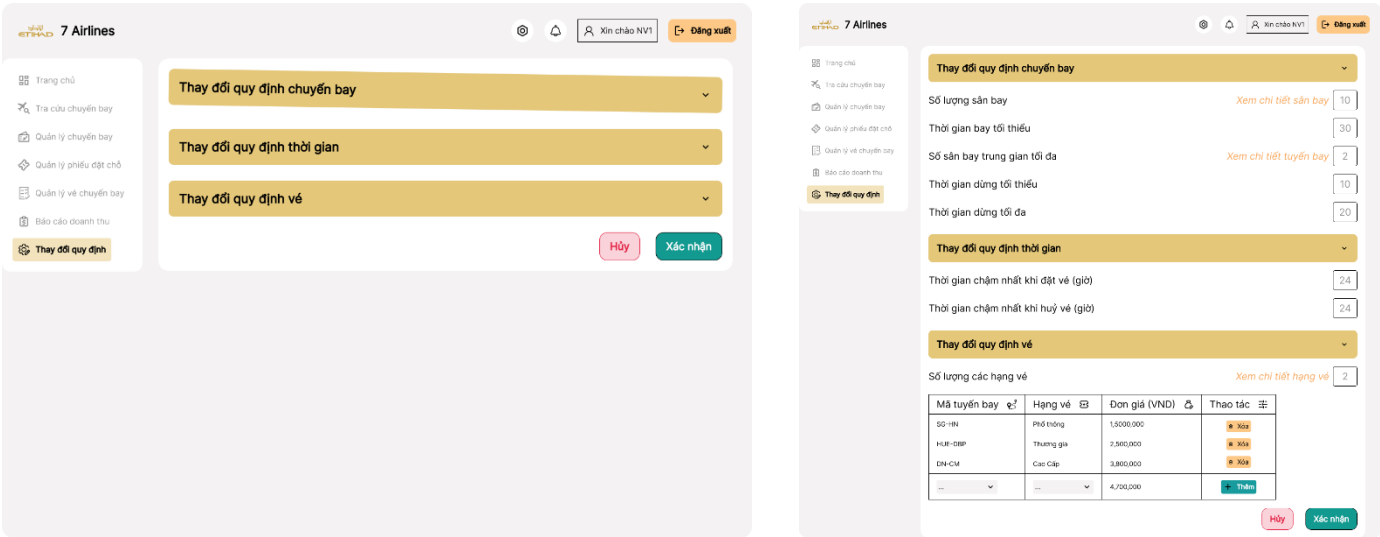 الإتحاد
ETIHAD 7 Airlines
Xin chào NV1
Đăng xuất
Trang chủ
Tra cứu chuyến bay
Quản lý chuyến bay
Quản lý phiếu đặt chỗ
Quản lý vé chuyến bay
Báo cáo doanh thu
Thay đổi quy định
Thay đổi quy định chuyến bay
Thay đổi quy định thời gian
Thay đổi quy định vé
Hủy Xác nhận
الإتحاد
ETIHAD 7 Airlines
Xin chào NV1
Đăng xuất
Trang chủ
Tra cứu chuyến bay
Quản lý chuyến bay
Quản lý phiếu đặt chỗ
Quản lý vé chuyến bay
Báo cáo doanh thu
Thay đổi quy định
Thay đổi quy định chuyến bay
Số lượng sân bay Xem chi tiết sân bay 10
Thời gian bay tối thiểu 30
Số sân bay trung gian tối đa Xem chi tiết tuyến bay 2
Thời gian dừng tối thiểu 10
Thời gian dừng tối đa 20
Thay đổi quy định thời gian
Thời gian chậm nhất khi đặt vé (giờ) 24
Thời gian chậm nhất khi huỷ vé (giờ) 24
Thay đổi quy định vé
Số lượng các hạng vé Xem chi tiết hạng vé 2
Mã tuyến bay Hạng vé Đơn giá (VND) Thao tác
SG-HN Phổ thông 1,5000,000 Xóa
HUE-DBP Thương gia 2,500,000 Xóa
DN-CM Cao Cấp 3,800,000 Xóa
... ... 4,700,000 + Thêm
Hủy Xác nhận